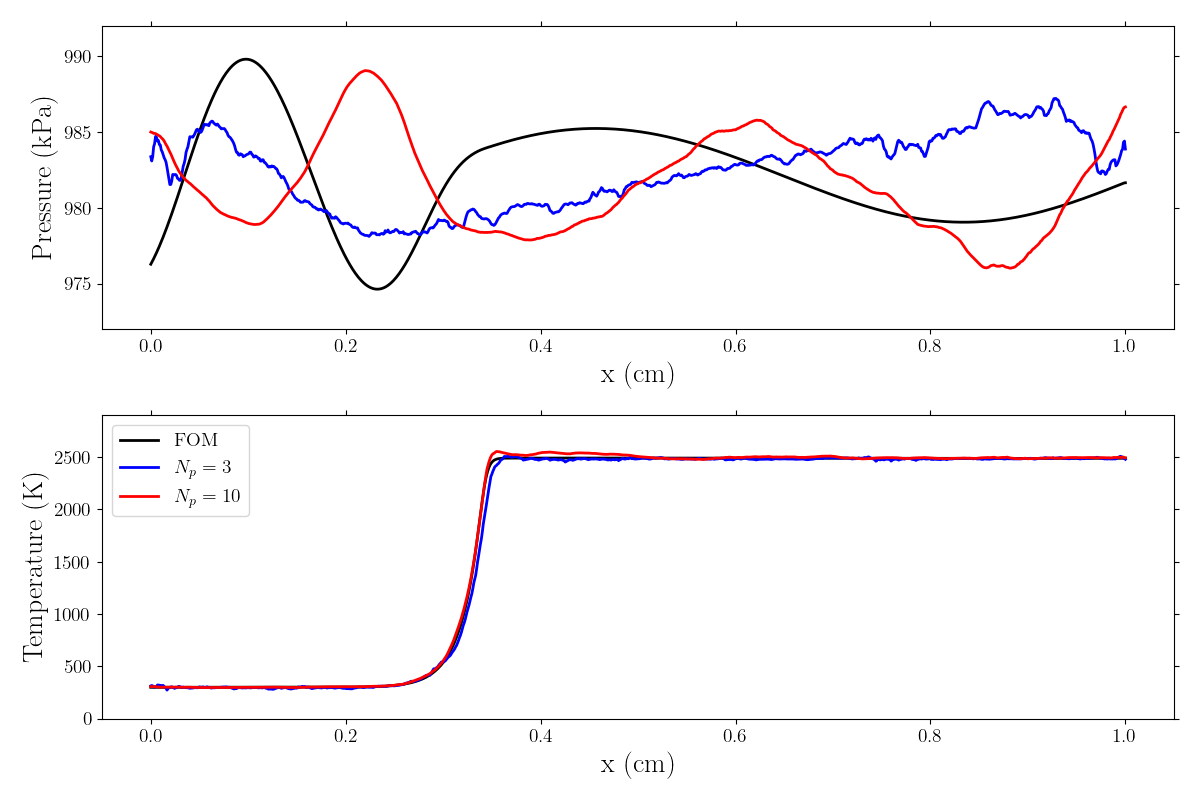 990
985
980
975
Pressure (kPa)
0.0 0.2 0.4 0.6 0.8 1.0
x (cm)
FOM
$N_p = 3$
$N_p = 10$
2500
2000
1500
1000
500
0
Temperature (K)
0.0 0.2 0.4 0.6 0.8 1.0
x (cm)